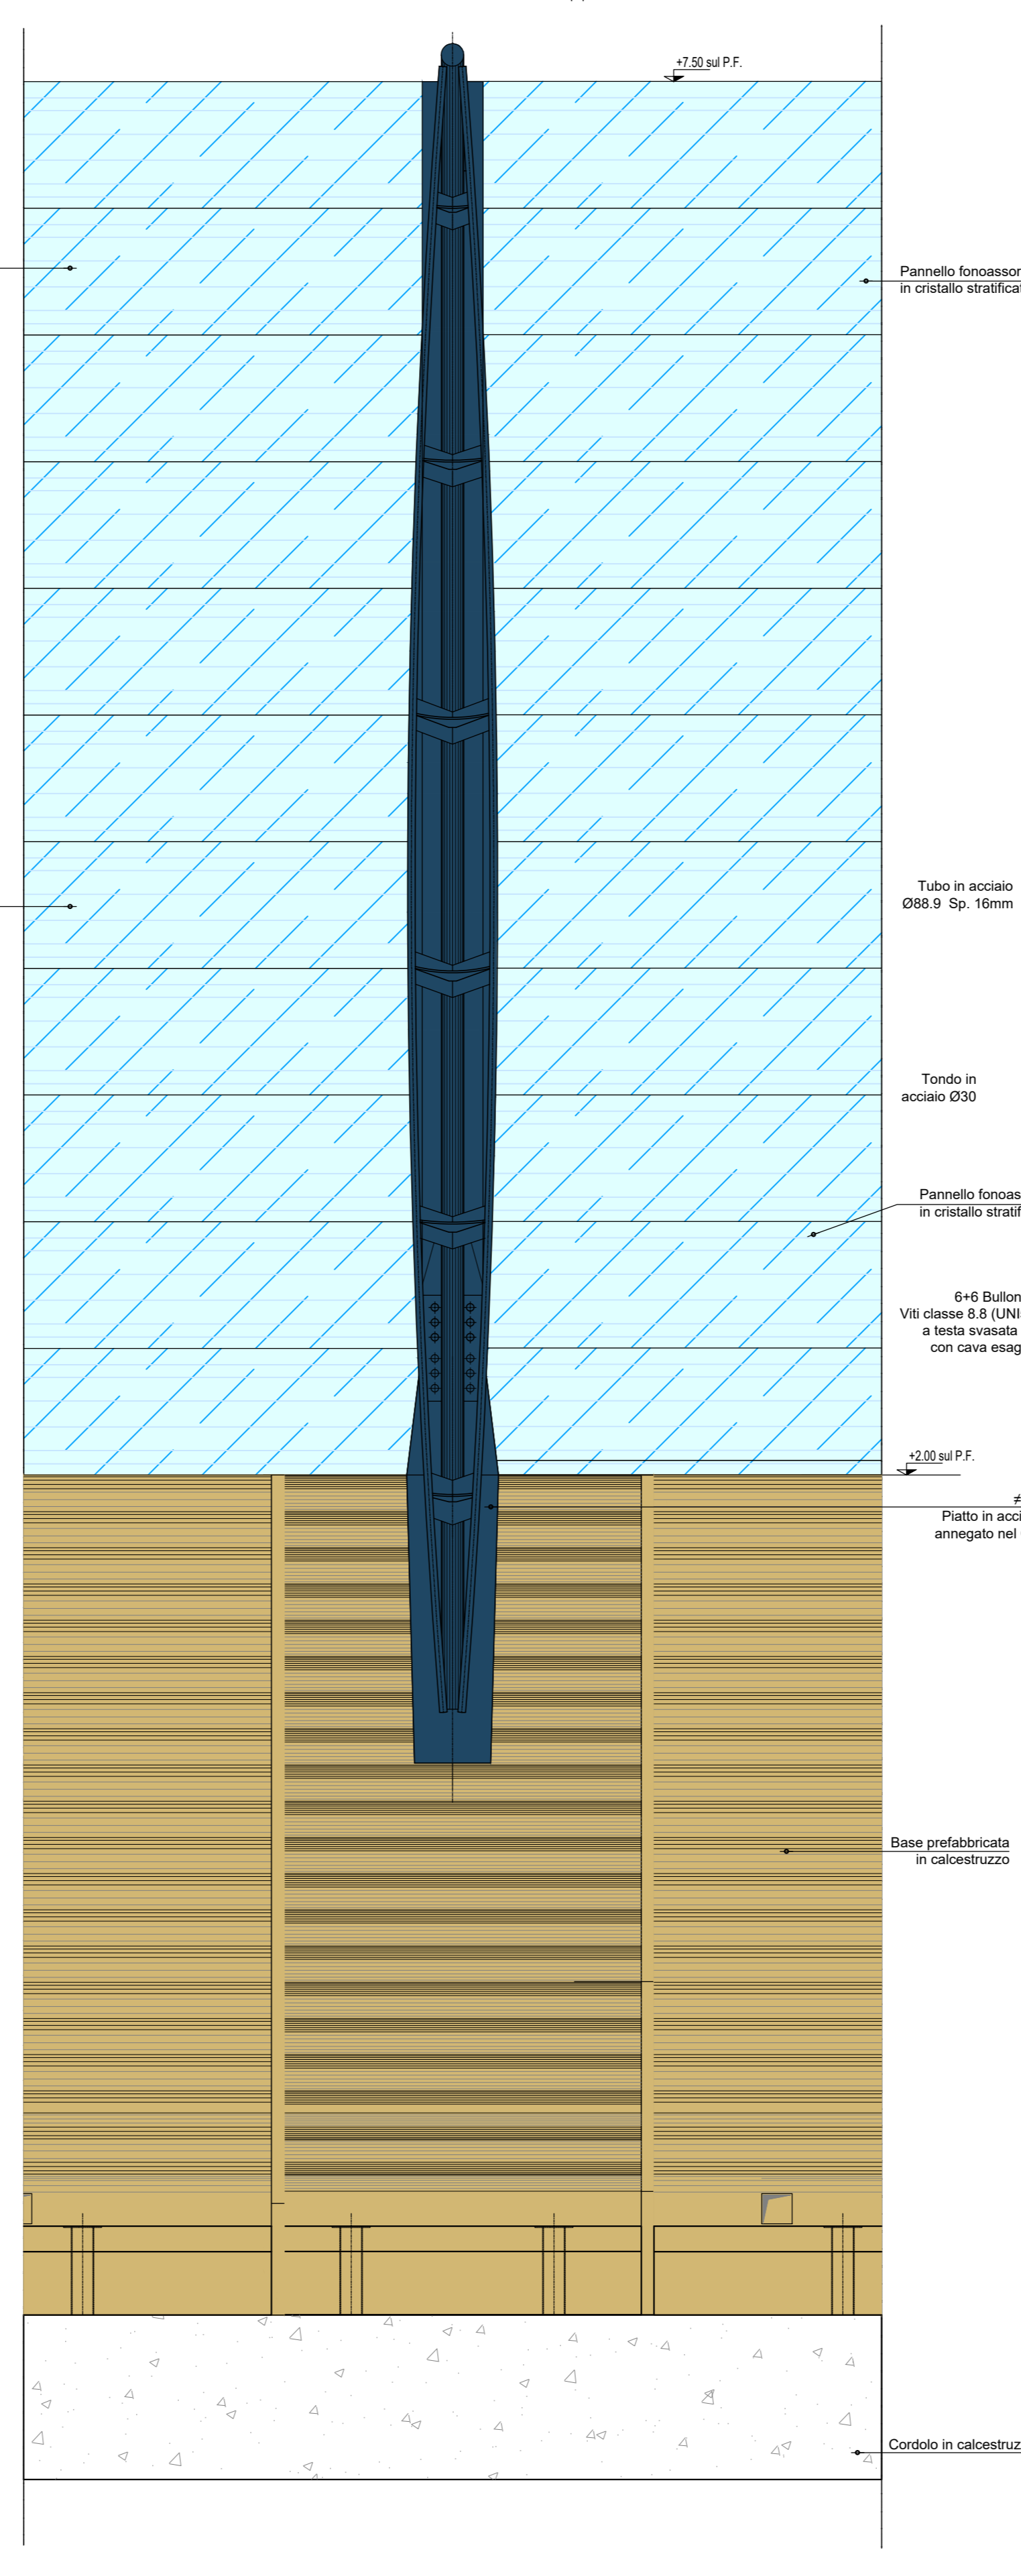 +7.50 sul P.F.
Pannello fonoassor
in cristallo stratificat
Tubo in acciaio
Ø88.9 Sp. 16mm
Tondo in
acciaio Ø30
Pannello fonoas
in cristallo stratif
6+6 Bullon
Viti classe 8.8 (UNI
a testa svasata
con cava esag
+2.00 sul P.F.
≠
Piatto in acci
annegato nel
Base prefabbricata
in calcestruzzo
Cordolo in calcestruz